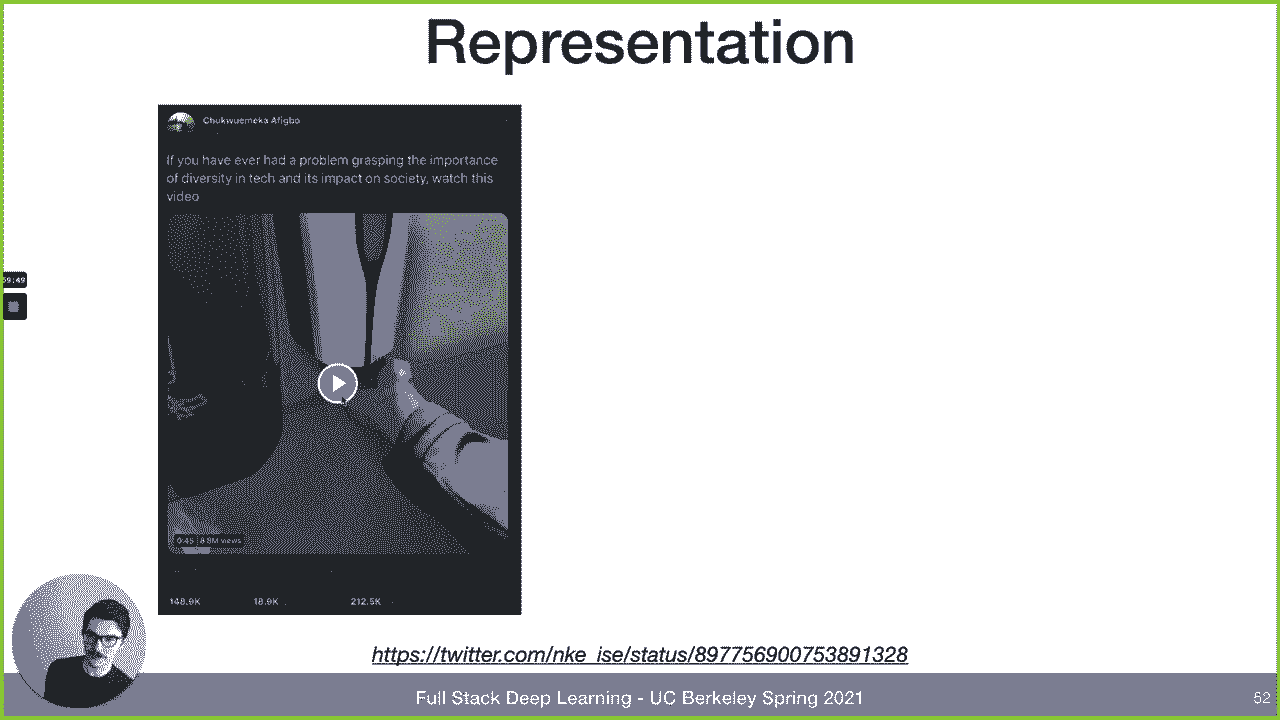 Representation
Chukwuemeka Afigbo
If you have ever had a problem grasping the importance
of diversity in tech and its impact on society, watch this
video
59:49
0:45 8.8M views
148.9K 18.9K 212.5K
https://twitter.com/nke_ise/status/897756900753891328
Full Stack Deep Learning - UC Berkeley Spring 2021
52